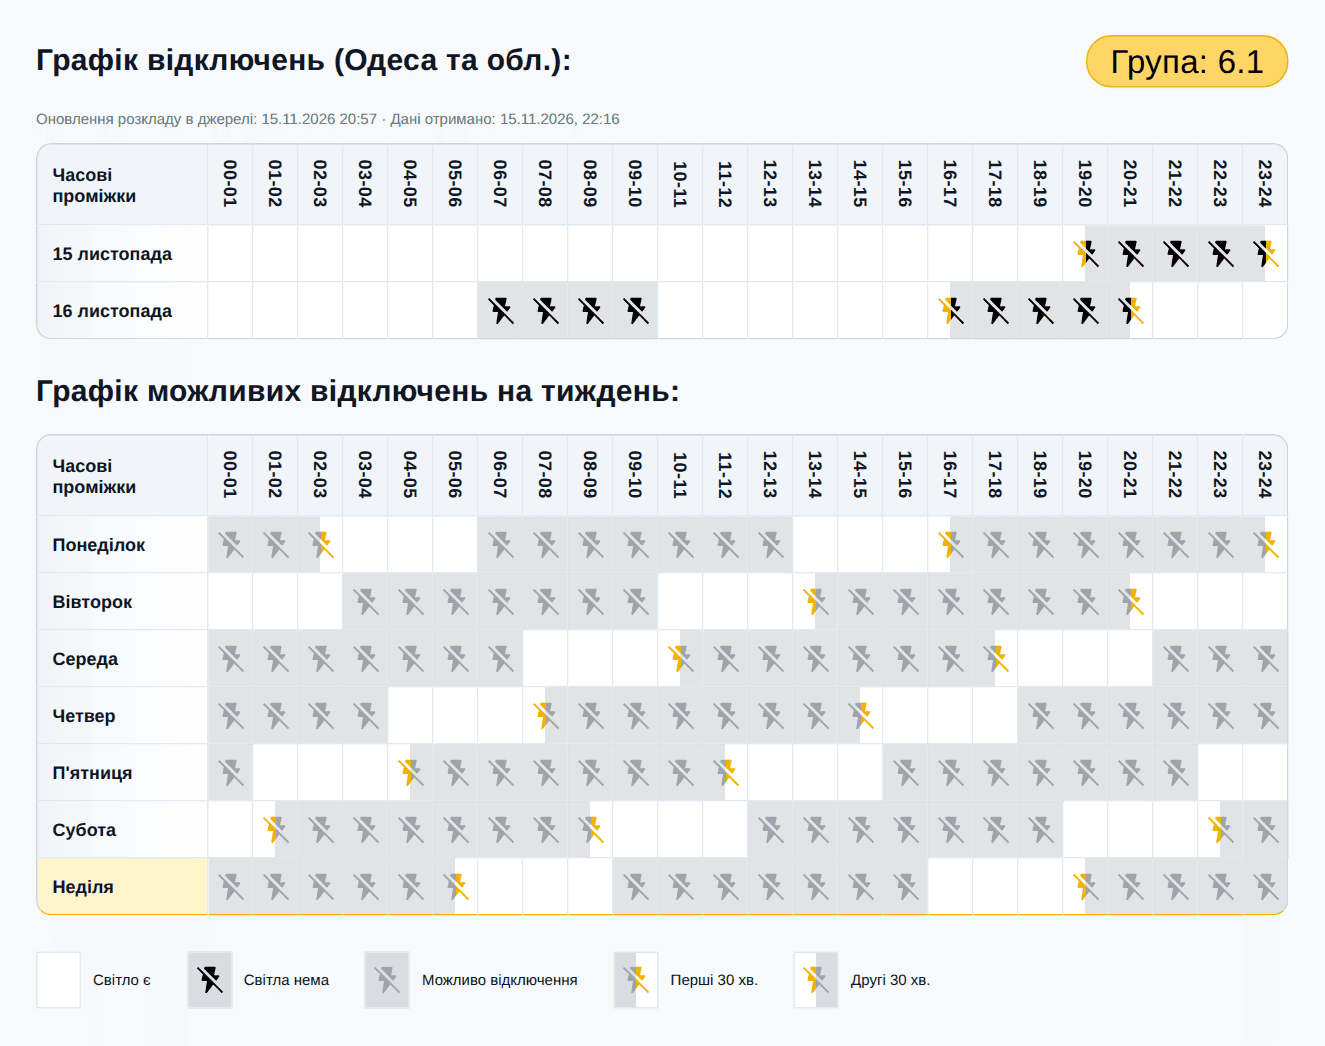 Графік відключень (Одеса та обл.):
Група: 6.1
Оновлення розкладу в джерелі: 15.11.2026 20:57 · Дані отримано: 15.11.2026, 22:16
Часові
проміжки
00-01 01-02 02-03 03-04 04-05 05-06 06-07 07-08 08-09 09-10 10-11 11-12 12-13 13-14 14-15 15-16 16-17 17-18 18-19 19-20 20-21 21-22 22-23 23-24
15 листопада
16 листопада
Графік можливих відключень на тиждень:
Часові
проміжки
00-01 01-02 02-03 03-04 04-05 05-06 06-07 07-08 08-09 09-10 10-11 11-12 12-13 13-14 14-15 15-16 16-17 17-18 18-19 19-20 20-21 21-22 22-23 23-24
Понеділок
Вівторок
Середа
Четвер
П'ятниця
Субота
Неділя
Світло є
Світла нема
Можливо відключення
Перші 30 хв.
Другі 30 хв.